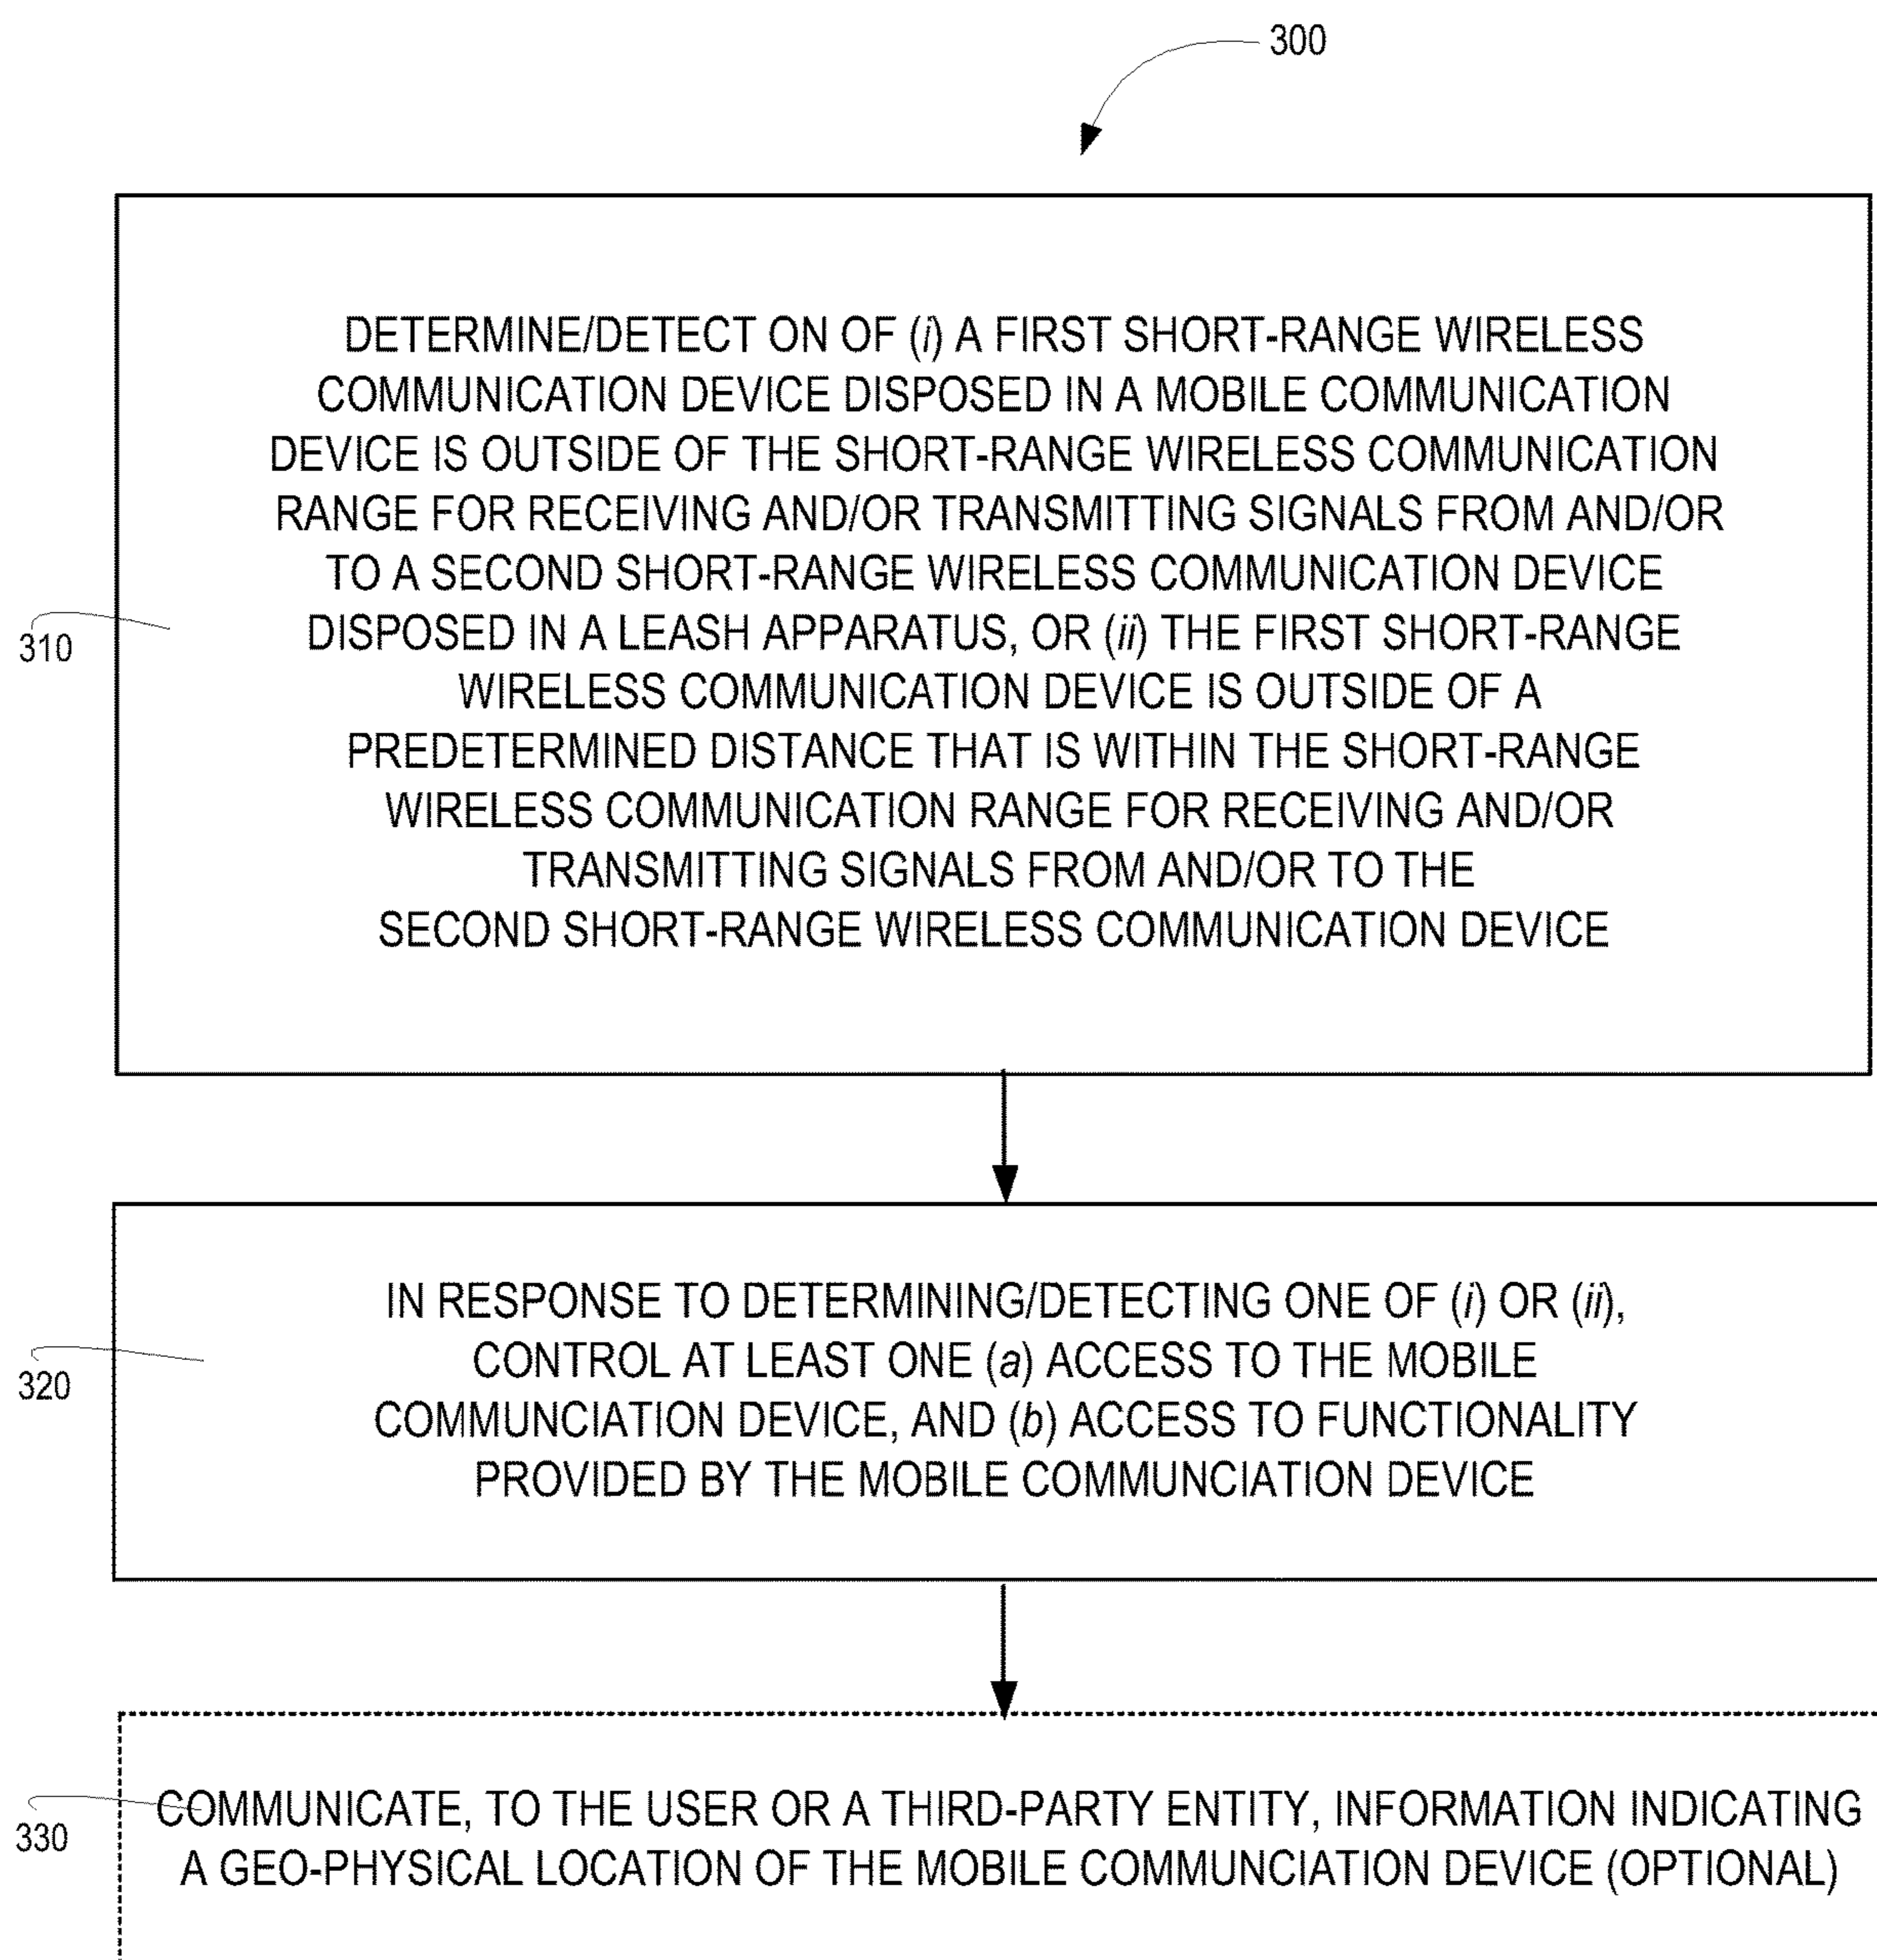 300
DETERMINE/DETECT ON OF (i) A FIRST SHORT-RANGE WIRELESS
COMMUNICATION DEVICE DISPOSED IN A MOBILE COMMUNICATION
DEVICE IS OUTSIDE OF THE SHORT-RANGE WIRELESS COMMUNICATION
RANGE FOR RECEIVING AND/OR TRANSMITTING SIGNALS FROM AND/OR
TO A SECOND SHORT-RANGE WIRELESS COMMUNICATION DEVICE
DISPOSED IN A LEASH APPARATUS, OR (ii) THE FIRST SHORT-RANGE
WIRELESS COMMUNICATION DEVICE IS OUTSIDE OF A
PREDETERMINED DISTANCE THAT IS WITHIN THE SHORT-RANGE
WIRELESS COMMUNICATION RANGE FOR RECEIVING AND/OR
TRANSMITTING SIGNALS FROM AND/OR TO THE
SECOND SHORT-RANGE WIRELESS COMMUNICATION DEVICE
310
IN RESPONSE TO DETERMINING/DETECTING ONE OF (i) OR (ii),
CONTROL AT LEAST ONE (a) ACCESS TO THE MOBILE
COMMUNCIATION DEVICE, AND (b) ACCESS TO FUNCTIONALITY
PROVIDED BY THE MOBILE COMMUNCIATION DEVICE
320
COMMUNICATE, TO THE USER OR A THIRD-PARTY ENTITY, INFORMATION INDICATING
A GEO-PHYSICAL LOCATION OF THE MOBILE COMMUNCIATION DEVICE (OPTIONAL)
330